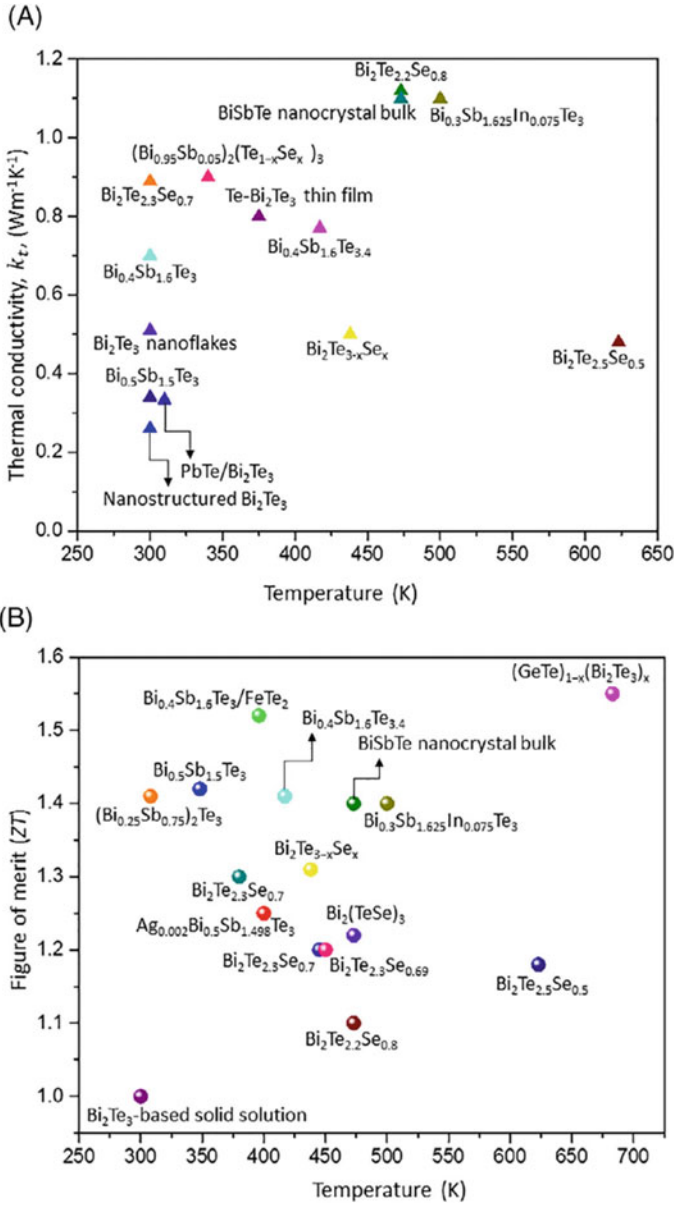 (A)
1.2
1.0
0.8
0.6
0.4
0.2
0.0
Thermal conductivity, kₜ, (Wm⁻¹K⁻¹)
Bi₂Te₂.₂Se₀.₈
BiSbTe nanocrystal bulk
Bi₀.₃Sb₁.₆₂₅In₀.₀₇₅Te₃
(Bi₀.₉₅Sb₀.₀₅)₂(Te₁₋ₓSeₓ )₃
Bi₂Te₂.₃Se₀.₇
Te-Bi₂Te₃ thin film
Bi₀.₄Sb₁.₆Te₃.₄
Bi₀.₄Sb₁.₆Te₃
Bi₂Te₃ nanoflakes
Bi₂Te₃₋ₓSeₓ
Bi₂Te₂.₅Se₀.₅
Bi₀.₅Sb₁.₅Te₃
PbTe/Bi₂Te₃
Nanostructured Bi₂Te₃
250 300 350 400 450 500 550 600 650
Temperature (K)
(B)
1.6
1.5
1.4
1.3
1.2
1.1
1.0
Figure of merit (ZT)
(GeTe)₁₋ₓ(Bi₂Te₃)ₓ
Bi₀.₄Sb₁.₆Te₃/FeTe₂
Bi₀.₄Sb₁.₆Te₃.₄
BiSbTe nanocrystal bulk
Bi₀.₅Sb₁.₅Te₃
(Bi₀.₂₅Sb₀.₇₅)₂Te₃
Bi₀.₃Sb₁.₆₂₅In₀.₀₇₅Te₃
Bi₂Te₃₋ₓSeₓ
Bi₂Te₂.₃Se₀.₇
Ag₀.₀₀₂Bi₀.₅Sb₁.₄₉₈Te₃
Bi₂(TeSe)₃
Bi₂Te₂.₃Se₀.₇
Bi₂Te₂.₃Se₀.₆₉
Bi₂Te₂.₅Se₀.₅
Bi₂Te₂.₂Se₀.₈
Bi₂Te₃-based solid solution
250 300 350 400 450 500 550 600 650 700
Temperature (K)